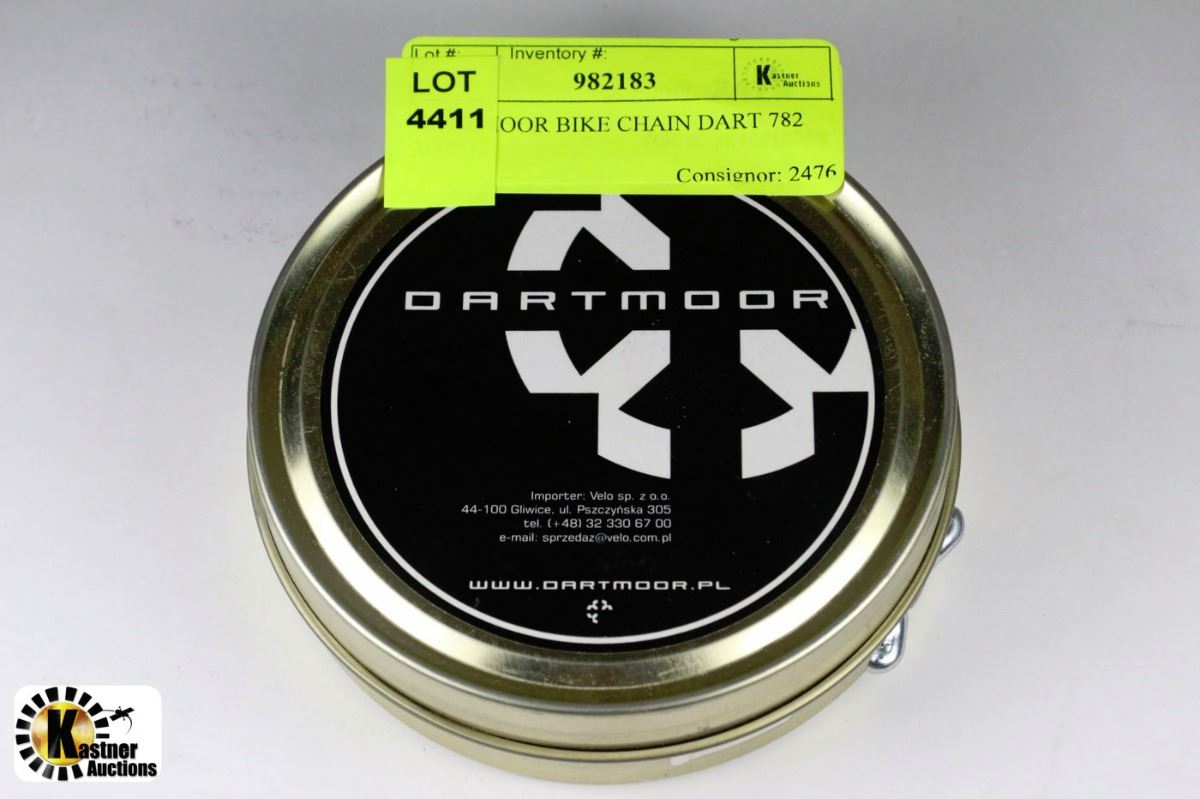 Lot #:
Inventory #:
LOT
4411
982183
Kastner
Auctions
OOR BIKE CHAIN DART 782
Consignor: 2476
DARTMOOR
Importer: Velo sp. z o.o.
44-100 Gliwice, ul. Pszczyńska 305
tel. (+48) 32 330 67 00
e-mail: sprzedaz@velo.com.pl
WWW.DARTMOOR.PL
Kastner
Auctions